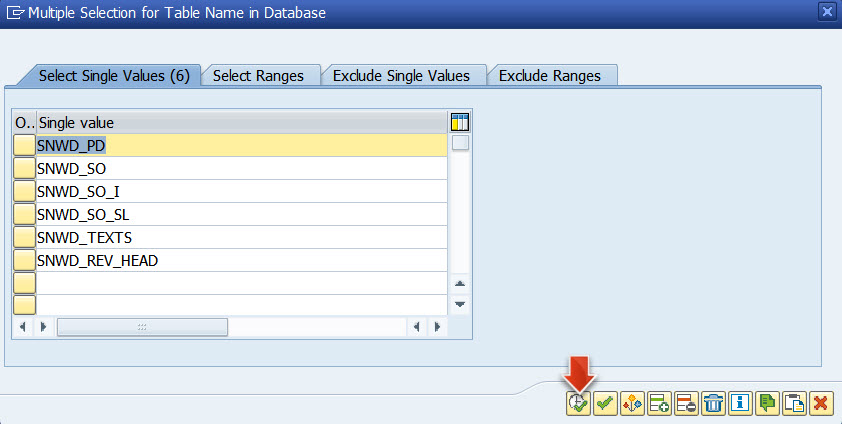 Multiple Selection for Table Name in Database
Select Single Values (6) Select Ranges Exclude Single Values Exclude Ranges
O.. Single value
SNWD_PD
SNWD_SO
SNWD_SO_I
SNWD_SO_SL
SNWD_TEXTS
SNWD_REV_HEAD